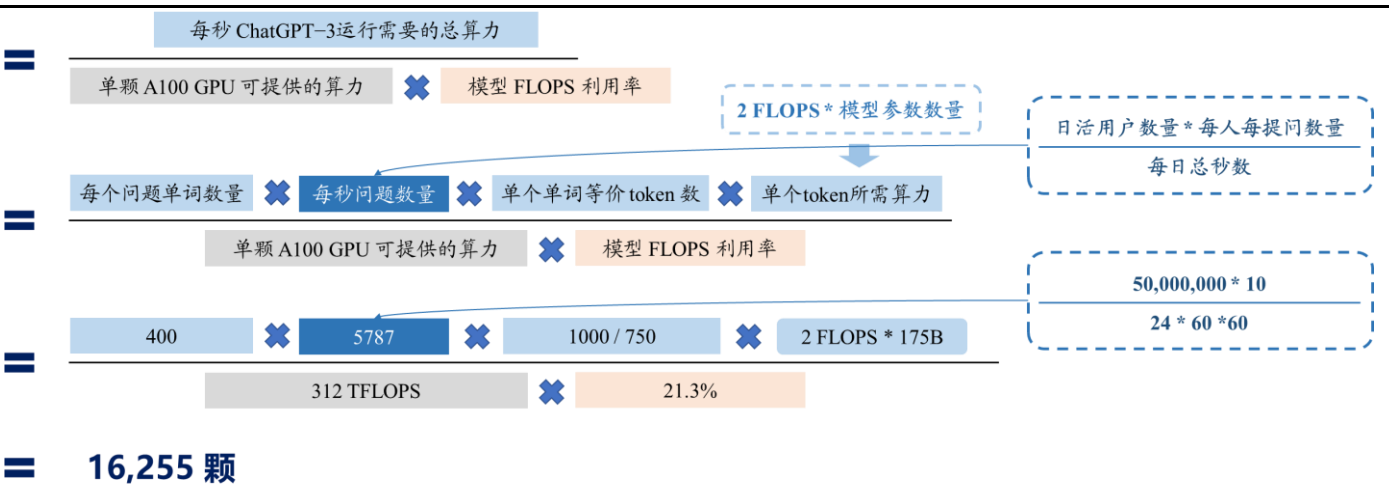 每秒 ChatGPT-3运行需要的总算力
=
单颗 A100 GPU 可提供的算力 ✖ 模型 FLOPS 利用率
2 FLOPS * 模型参数数量
日活用户数量 * 每人每提问数量
每日总秒数
每个问题单词数量 ✖ 每秒问题数量 ✖ 单个单词等价 token 数 ✖ 单个token所需算力
=
单颗 A100 GPU 可提供的算力 ✖ 模型 FLOPS 利用率
50,000,000 * 10
24 * 60 *60
400 ✖ 5787 ✖ 1000 / 750 ✖ 2 FLOPS * 175B
=
312 TFLOPS ✖ 21.3%
= 16,255 颗